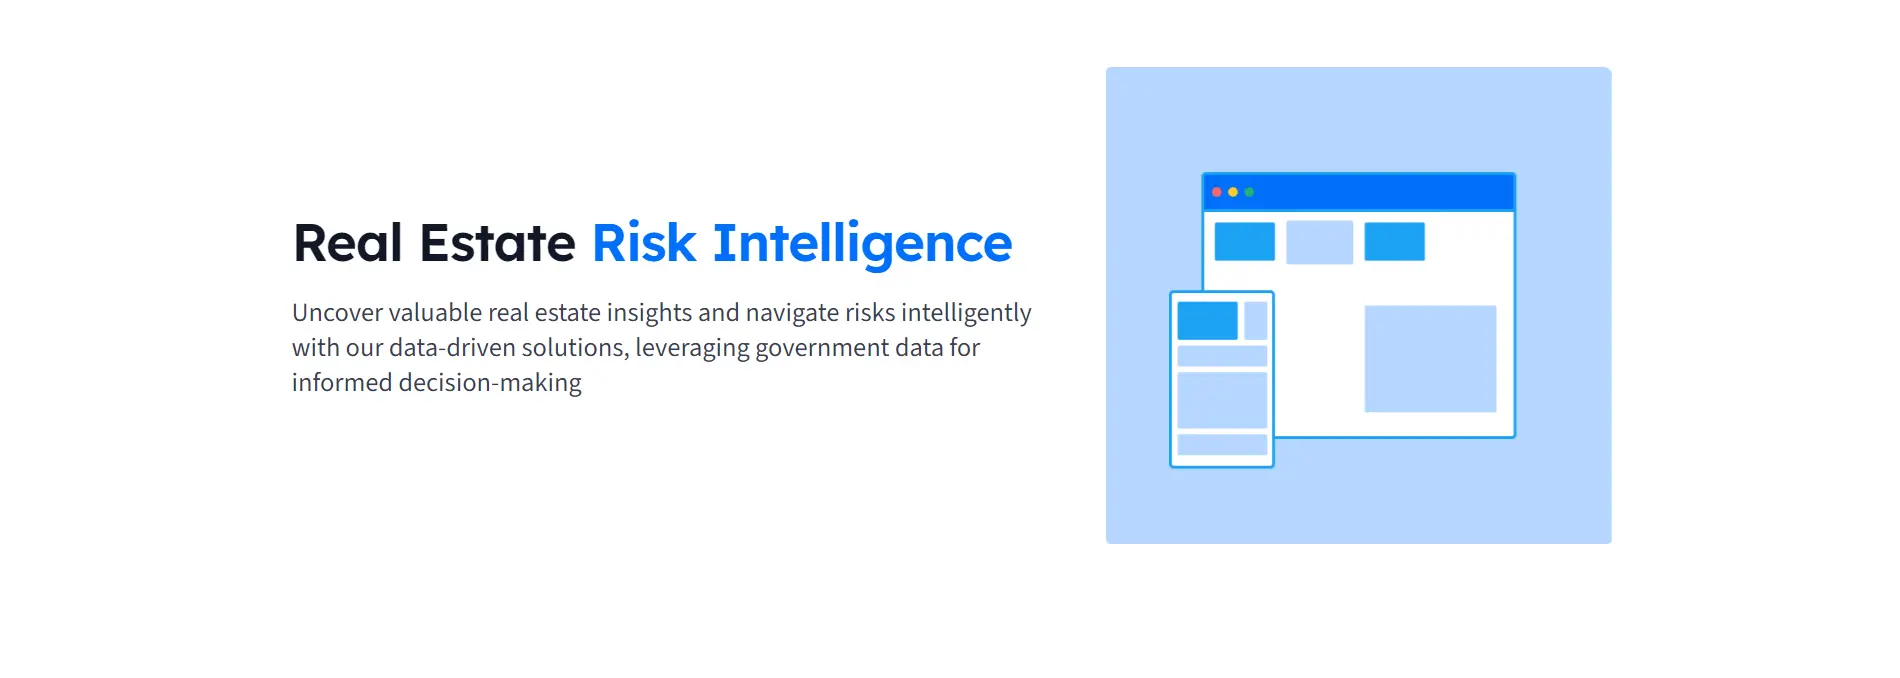 Real Estate Risk Intelligence
Uncover valuable real estate insights and navigate risks intelligently
with our data-driven solutions, leveraging government data for
informed decision-making